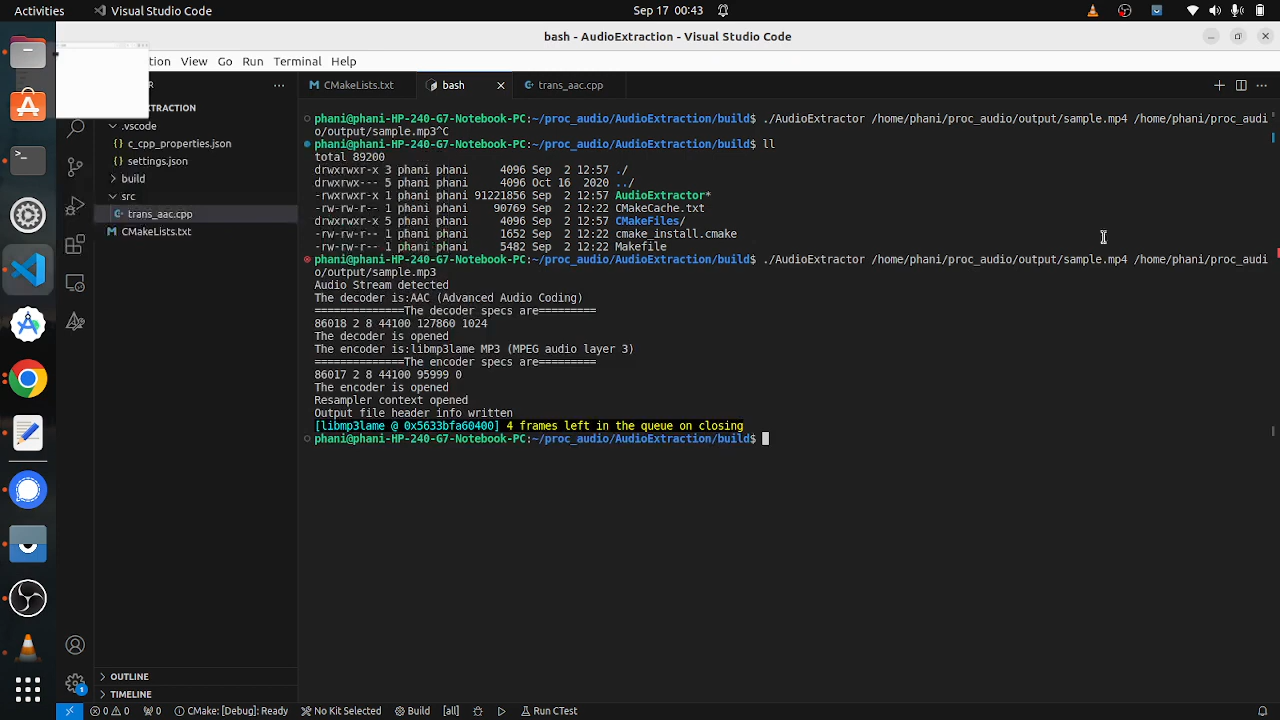 Activities
Visual Studio Code
Sep 17 00:43
bash - AudioExtraction - Visual Studio Code
View Go Run Terminal Help
CMakeLists.txt
bash
trans_aac.cpp
.vscode
c_cpp_properties.json
settings.json
build
src
trans_aac.cpp
CMakeLists.txt
OUTLINE
TIMELINE
phani@phani-HP-240-G7-Notebook-PC:~/proc_audio/AudioExtraction/build$ ./AudioExtractor /home/phani/proc_audio/output/sample.mp4 /home/phani/proc_audi
o/output/sample.mp3^C
phani@phani-HP-240-G7-Notebook-PC:~/proc_audio/AudioExtraction/build$ ll
total 89200
drwxrwxr-x 3 phani phani     4096 Sep  2 12:57 ./
drwxrwx--- 5 phani phani     4096 Oct 16  2020 ../
-rwxrwxr-x 1 phani phani 91221856 Sep  2 12:57 AudioExtractor*
-rw-rw-r-- 1 phani phani    90769 Sep  2 12:22 CMakeCache.txt
drwxrwxr-x 5 phani phani     4096 Sep  2 12:57 CMakeFiles/
-rw-rw-r-- 1 phani phani     1652 Sep  2 12:22 cmake_install.cmake
-rw-rw-r-- 1 phani phani     5482 Sep  2 12:22 Makefile
phani@phani-HP-240-G7-Notebook-PC:~/proc_audio/AudioExtraction/build$ ./AudioExtractor /home/phani/proc_audio/output/sample.mp4 /home/phani/proc_audi
o/output/sample.mp3
Audio Stream detected
The decoder is:AAC (Advanced Audio Coding)
==============The decoder specs are=========
86018 2 8 44100 127860 1024
The decoder is opened
The encoder is:libmp3lame MP3 (MPEG audio layer 3)
==============The encoder specs are=========
86017 2 8 44100 95999 0
The encoder is opened
Resampler context opened
Output file header info written
[libmp3lame @ 0x5633bfa60400] 4 frames left in the queue on closing
phani@phani-HP-240-G7-Notebook-PC:~/proc_audio/AudioExtraction/build$
1
0 0 0 CMake: [Debug]: Ready No Kit Selected Build [all] Run CTest